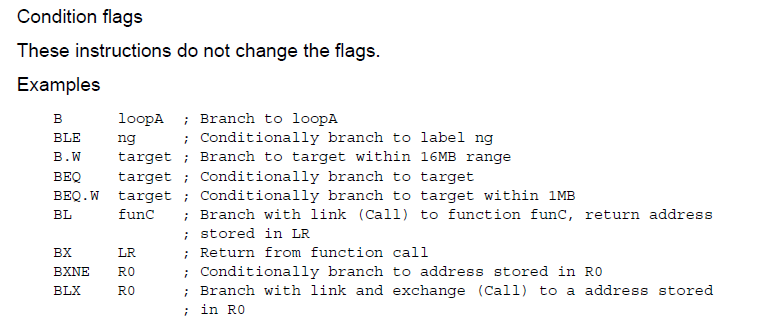 Condition flags
These instructions do not change the flags.
Examples
B loopA ; Branch to loopA
BLE ng ; Conditionally branch to label ng
B.W target ; Branch to target within 16MB range
BEQ target ; Conditionally branch to target
BEQ.W target ; Conditionally branch to target within 1MB
BL funC ; Branch with link (Call) to function funC, return address
; stored in LR
BX LR ; Return from function call
BXNE R0 ; Conditionally branch to address stored in R0
BLX R0 ; Branch with link and exchange (Call) to a address stored
; in R0